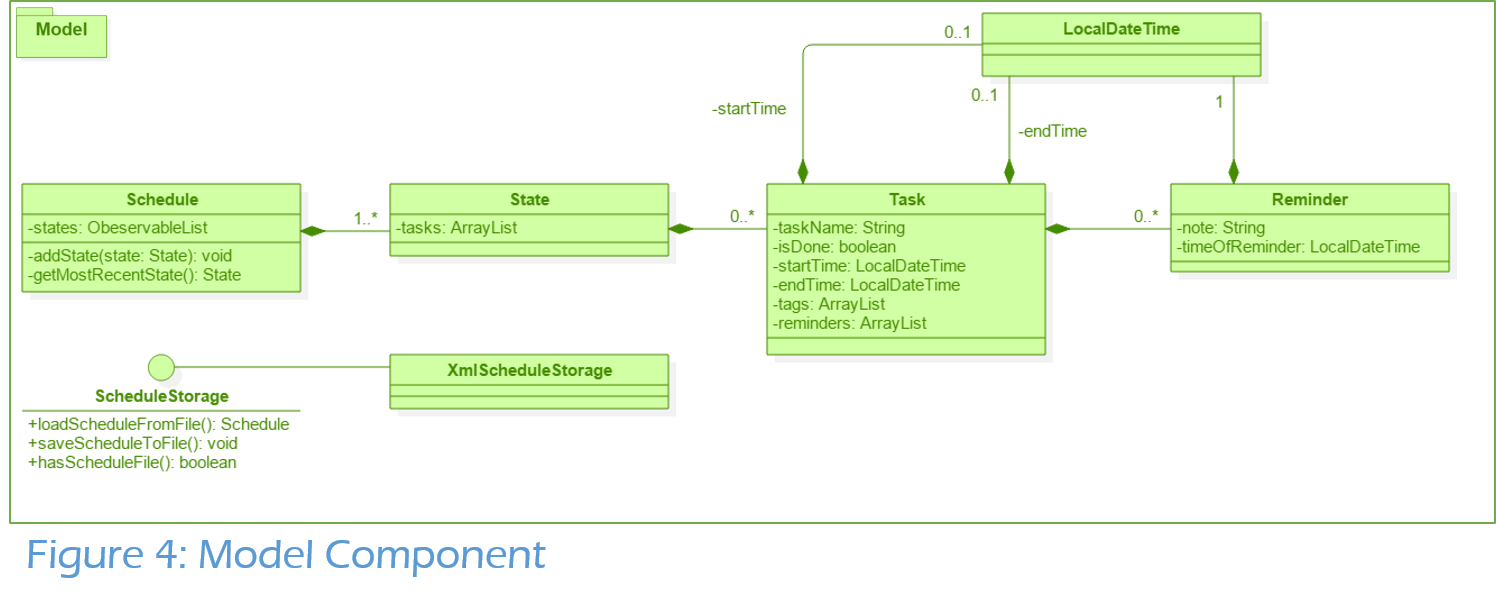 Model
LocalDateTime
0..1
0..1
1
-startTime
-endTime
Schedule
-states: ObeservableList
-addState(state: State): void
-getMostRecentState(): State
1..*
State
-tasks: ArrayList
0..*
Task
-taskName: String
-isDone: boolean
-startTime: LocalDateTime
-endTime: LocalDateTime
-tags: ArrayList
-reminders: ArrayList
0..*
Reminder
-note: String
-timeOfReminder: LocalDateTime
ScheduleStorage
+loadScheduleFromFile(): Schedule
+saveScheduleToFile(): void
+hasScheduleFile(): boolean
XmlScheduleStorage
Figure 4: Model Component